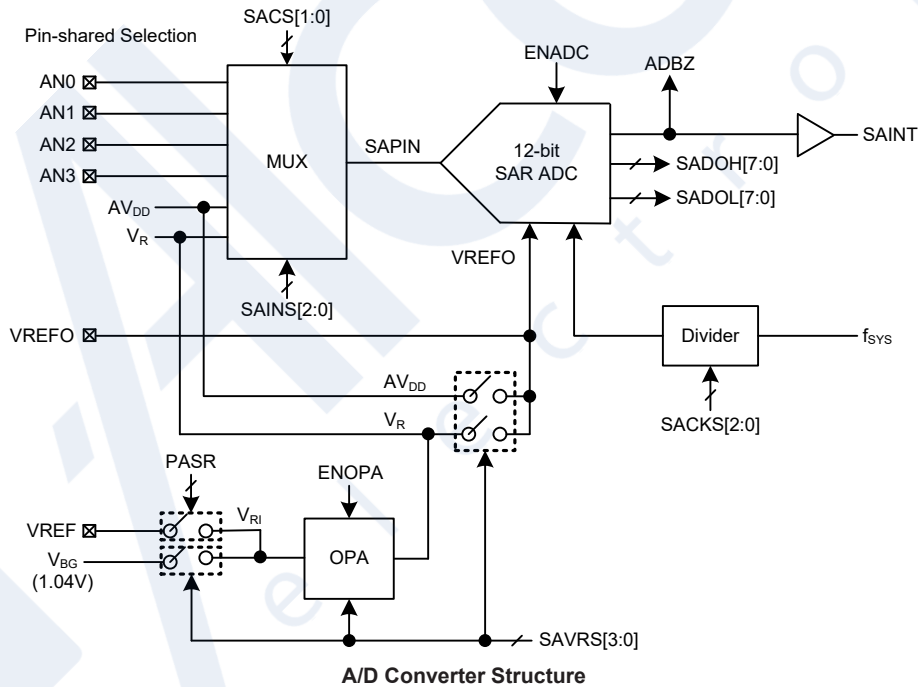 SACS[1:0]
Pin-shared Selection
ENADC
ADBZ
AN0
AN1
AN2
AN3
MUX
SAPIN
12-bit
SAR ADC
SAINT
SADOH[7:0]
SADOL[7:0]
AVDD
VR
VREFO
SAINS[2:0]
VREFO
Divider
fSYS
AVDD
VR
SACKS[2:0]
PASR
ENOPA
VREF
VRI
VBG
(1.04V)
OPA
SAVRS[3:0]
A/D Converter Structure